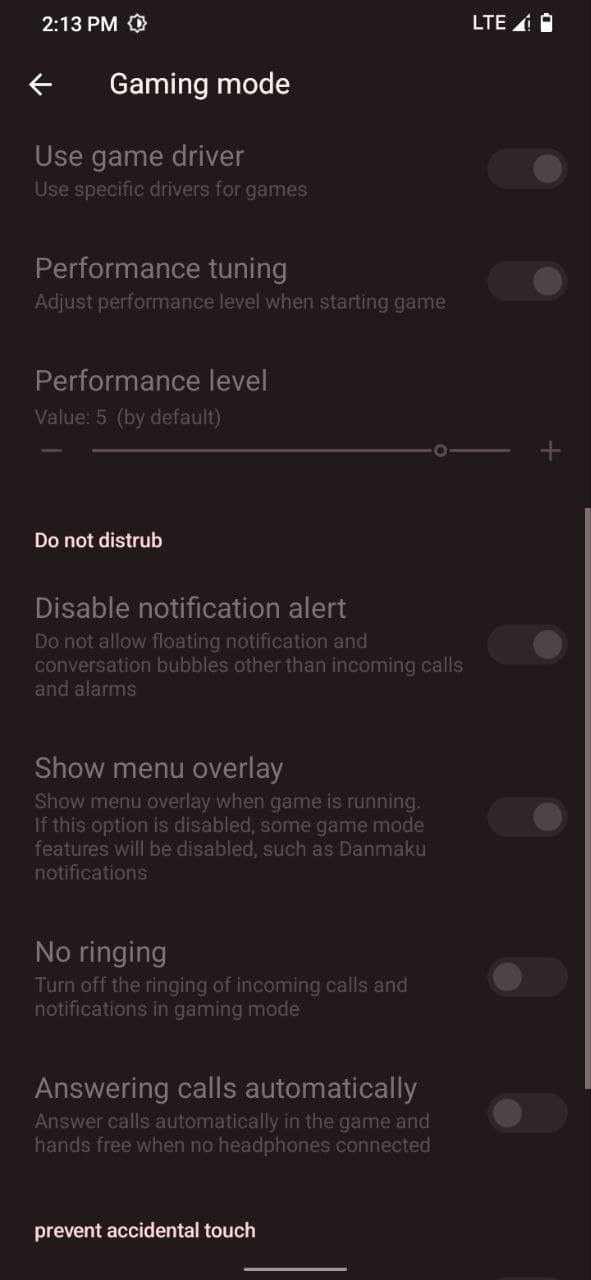 2:13 PM
LTE
Gaming mode
Use game driver
Use specific drivers for games
Performance tuning
Adjust performance level when starting game
Performance level
Value: 5 (by default)
Do not distrub
Disable notification alert
Do not allow floating notification and
conversation bubbles other than incoming calls
and alarms
Show menu overlay
Show menu overlay when game is running.
If this option is disabled, some game mode
features will be disabled, such as Danmaku
notifications
No ringing
Turn off the ringing of incoming calls and
notifications in gaming mode
Answering calls automatically
Answer calls automatically in the game and
hands free when no headphones connected
prevent accidental touch